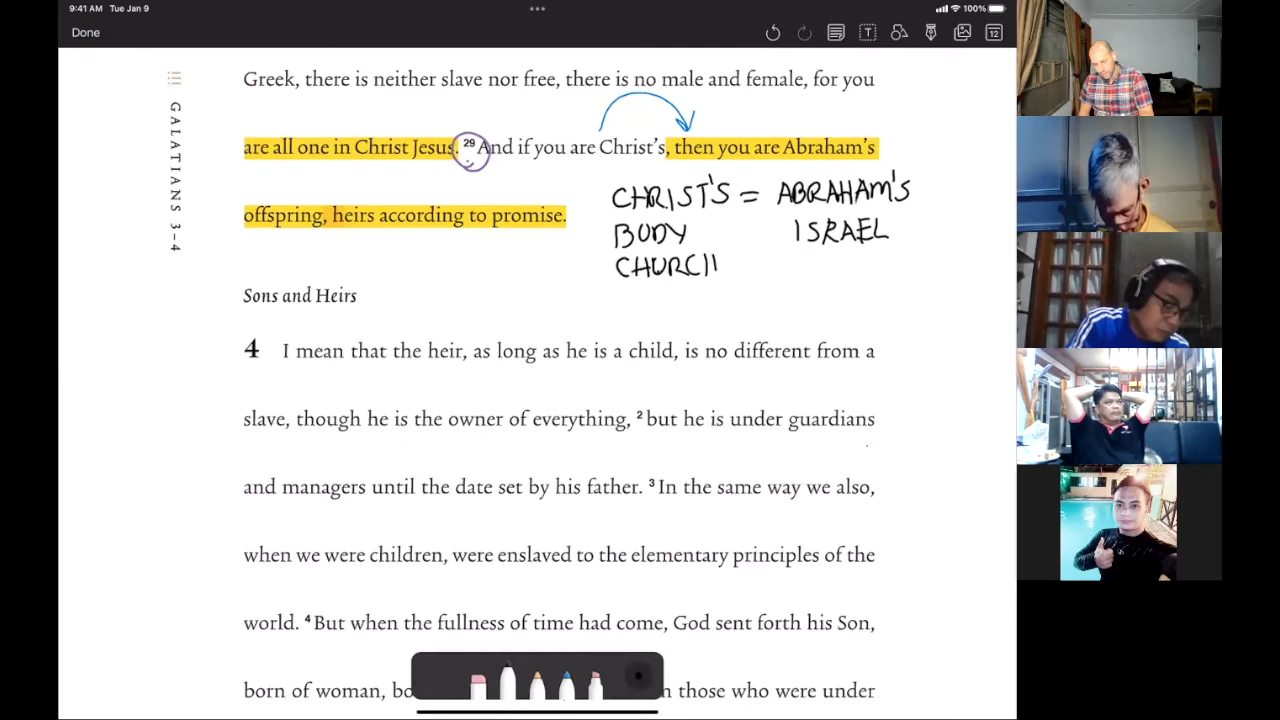 9:41 AM Tue Jan 9
100%
Done
12
GALATIANS 3-4
Greek, there is neither slave nor free, there is no male and female, for you
are all one in Christ Jesus. 29 And if you are Christ's, then you are Abraham's
offspring, heirs according to promise.
CHRIST'S = ABRAHAM'S
BODY ISRAEL
CHURCH
Sons and Heirs
4 I mean that the heir, as long as he is a child, is no different from a
slave, though he is the owner of everything, 2 but he is under guardians
and managers until the date set by his father. 3 In the same way we also,
when we were children, were enslaved to the elementary principles of the
world. 4 But when the fullness of time had come, God sent forth his Son,
born of woman, those who were under